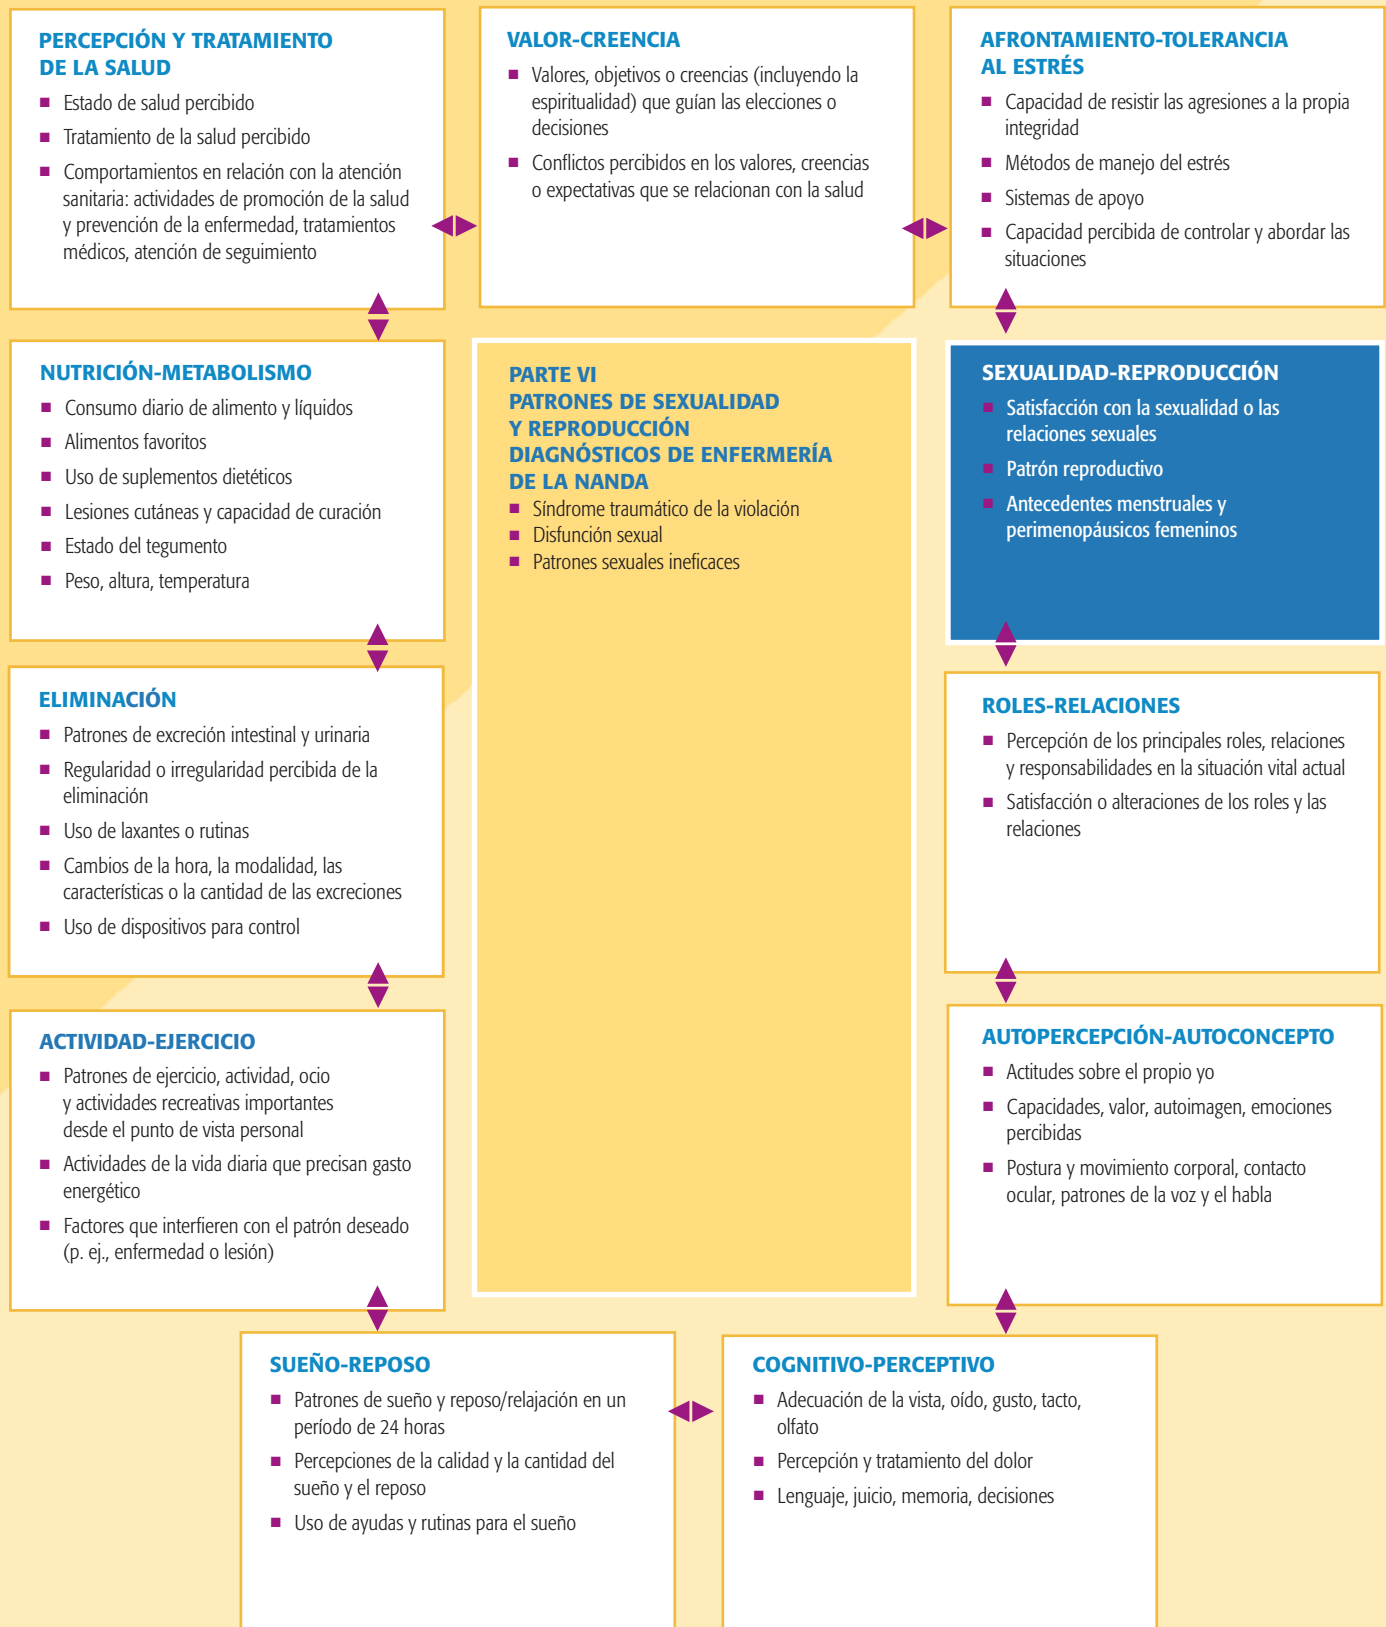 PERCEPCIÓN Y TRATAMIENTO
DE LA SALUD
■ Estado de salud percibido
■ Tratamiento de la salud percibido
■ Comportamientos en relación con la atención
sanitaria: actividades de promoción de la salud
y prevención de la enfermedad, tratamientos
médicos, atención de seguimiento
VALOR-CREENCIA
■ Valores, objetivos o creencias (incluyendo la
espiritualidad) que guían las elecciones o
decisiones
■ Conflictos percibidos en los valores, creencias
o expectativas que se relacionan con la salud
AFRONTAMIENTO-TOLERANCIA
AL ESTRÉS
■ Capacidad de resistir las agresiones a la propia
integridad
■ Métodos de manejo del estrés
■ Sistemas de apoyo
■ Capacidad percibida de controlar y abordar las
situaciones
NUTRICIÓN-METABOLISMO
■ Consumo diario de alimento y líquidos
■ Alimentos favoritos
■ Uso de suplementos dietéticos
■ Lesiones cutáneas y capacidad de curación
■ Estado del tegumento
■ Peso, altura, temperatura
PARTE VI
PATRONES DE SEXUALIDAD
Y REPRODUCCIÓN
DIAGNÓSTICOS DE ENFERMERÍA
DE LA NANDA
■ Síndrome traumático de la violación
■ Disfunción sexual
■ Patrones sexuales ineficaces
SEXUALIDAD-REPRODUCCIÓN
■ Satisfacción con la sexualidad o las
relaciones sexuales
■ Patrón reproductivo
■ Antecedentes menstruales y
perimenopáusicos femeninos
ELIMINACIÓN
■ Patrones de excreción intestinal y urinaria
■ Regularidad o irregularidad percibida de la
eliminación
■ Uso de laxantes o rutinas
■ Cambios de la hora, la modalidad, las
características o la cantidad de las excreciones
■ Uso de dispositivos para control
ROLES-RELACIONES
■ Percepción de los principales roles, relaciones
y responsabilidades en la situación vital actual
■ Satisfacción o alteraciones de los roles y las
relaciones
ACTIVIDAD-EJERCICIO
■ Patrones de ejercicio, actividad, ocio
y actividades recreativas importantes
desde el punto de vista personal
■ Actividades de la vida diaria que precisan gasto
energético
■ Factores que interfieren con el patrón deseado
(p. ej., enfermedad o lesión)
AUTOPERCEPCIÓN-AUTOCONCEPTO
■ Actitudes sobre el propio yo
■ Capacidades, valor, autoimagen, emociones
percibidas
■ Postura y movimiento corporal, contacto
ocular, patrones de la voz y el habla
SUEÑO-REPOSO
■ Patrones de sueño y reposo/relajación en un
período de 24 horas
■ Percepciones de la calidad y la cantidad del
sueño y el reposo
■ Uso de ayudas y rutinas para el sueño
COGNITIVO-PERCEPTIVO
■ Adecuación de la vista, oído, gusto, tacto,
olfato
■ Percepción y tratamiento del dolor
■ Lenguaje, juicio, memoria, decisiones